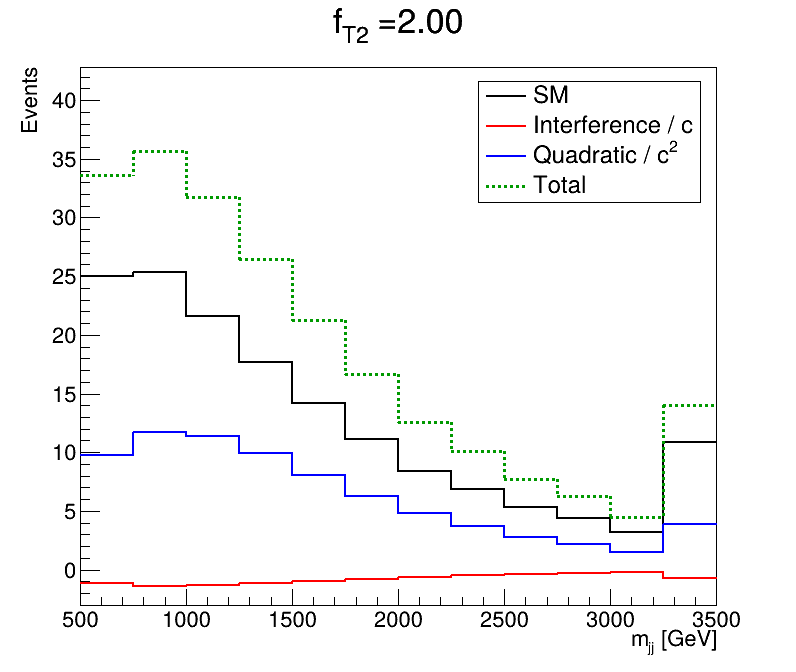 f_T2 =2.00
Events
40
35
30
25
20
15
10
5
0
SM
Interference / c
Quadratic / c²
Total
500 1000 1500 2000 2500 3000 3500
m_jj [GeV]